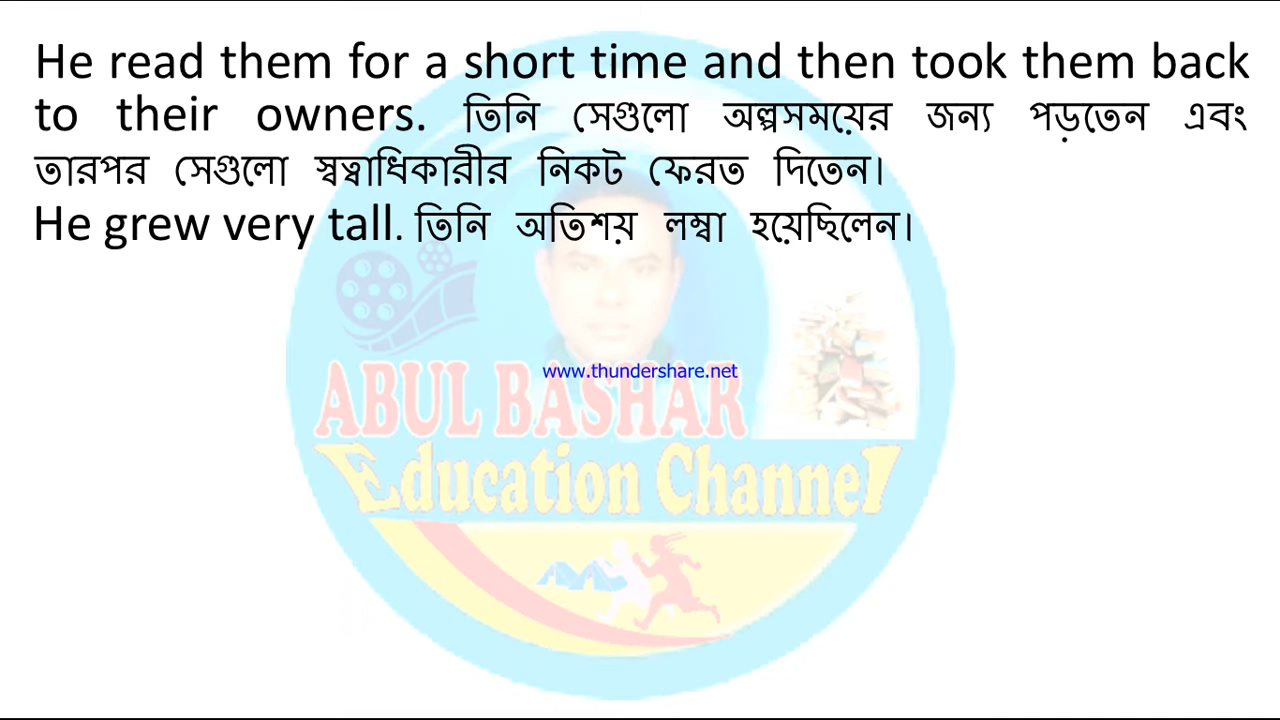 He read them for a short time and then took them back
to their owners. তিনি সেগুলো অল্পসময়ের জন্য পড়তেন এবং
তারপর সেগুলো স্বত্বাধিকারীর নিকট ফেরত দিতেন।
He grew very tall. তিনি অতিশয় লম্বা হয়েছিলেন।
www.thundershare.net
ABUL BASHAR
Education Channel